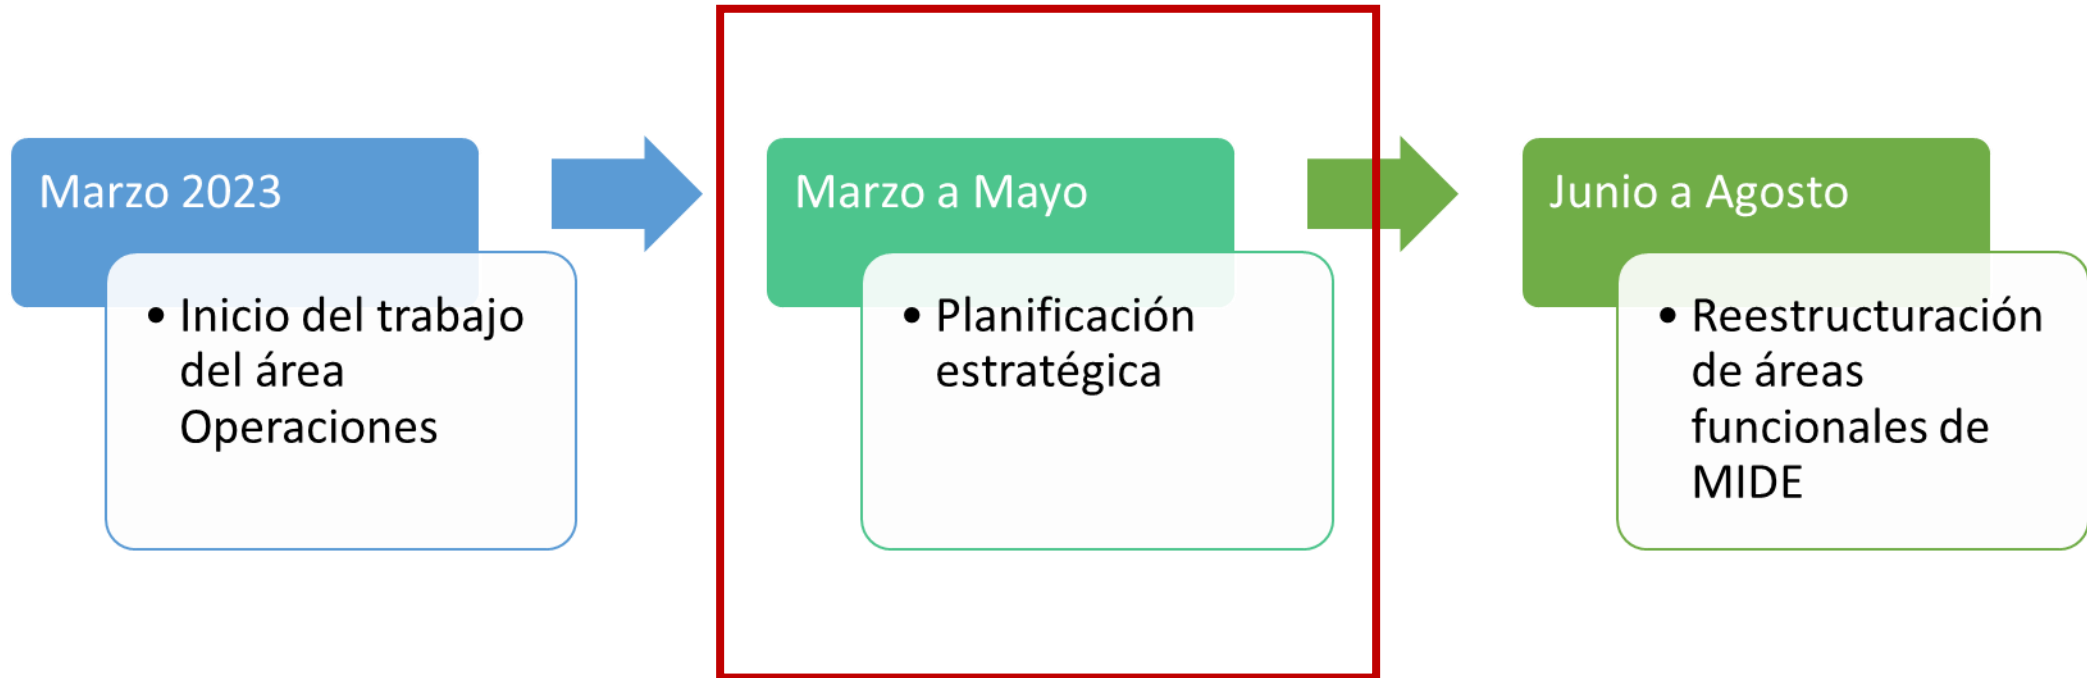 Marzo 2023
• Inicio del trabajo
del área
Operaciones
Marzo a Mayo
• Planificación
estratégica
Junio a Agosto
• Reestructuración
de áreas
funcionales de
MIDE